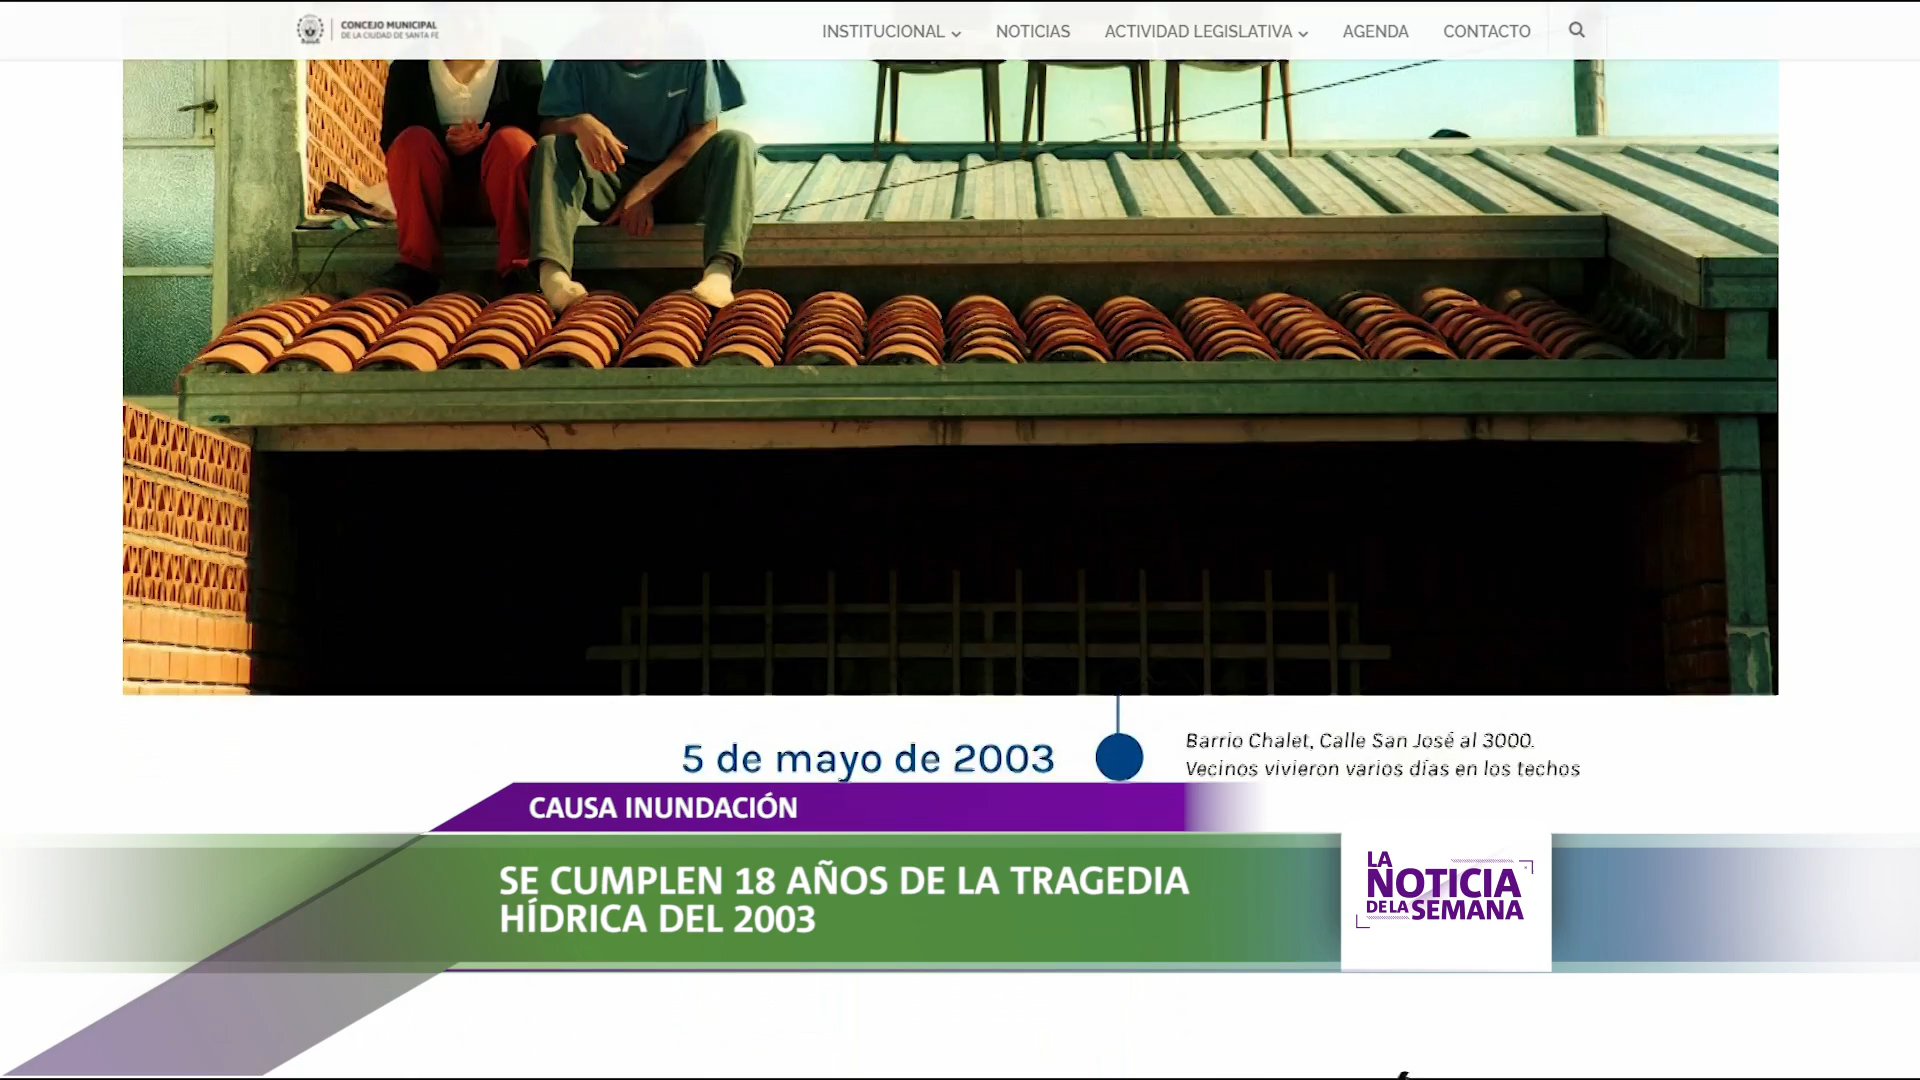 CONCEJO MUNICIPAL
DE LA CIUDAD DE SANTA FE
INSTITUCIONAL
NOTICIAS
ACTIVIDAD LEGISLATIVA
AGENDA
CONTACTO
5 de mayo de 2003
Barrio Chalet, Calle San José al 3000.
Vecinos vivieron varios días en los techos
CAUSA INUNDACIÓN
SE CUMPLEN 18 AÑOS DE LA TRAGEDIA
HÍDRICA DEL 2003
LA
NOTICIA
DE LA SEMANA